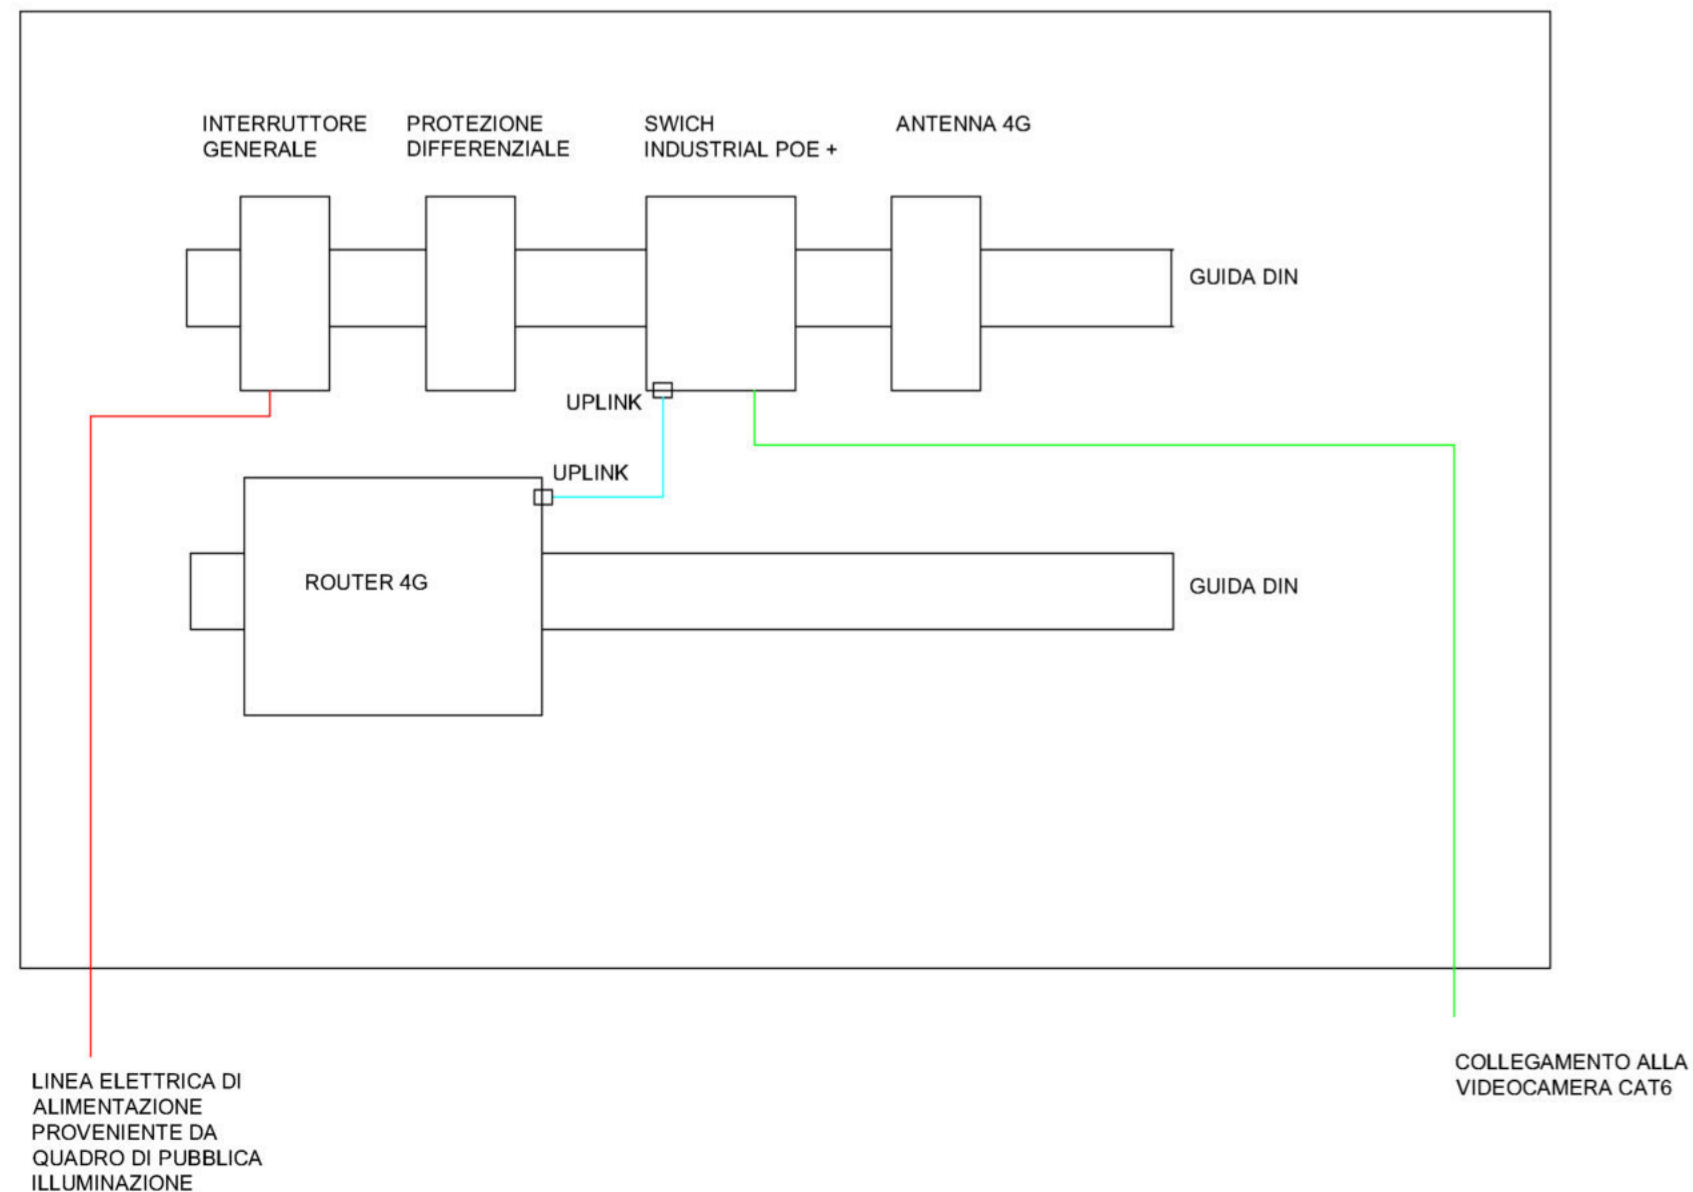 INTERRUTTORE
GENERALE
PROTEZIONE
DIFFERENZIALE
SWICH
INDUSTRIAL POE +
ANTENNA 4G
GUIDA DIN
UPLINK
UPLINK
ROUTER 4G
GUIDA DIN
LINEA ELETTRICA DI
ALIMENTAZIONE
PROVENIENTE DA
QUADRO DI PUBBLICA
ILLUMINAZIONE
COLLEGAMENTO ALLA
VIDEOCAMERA CAT6